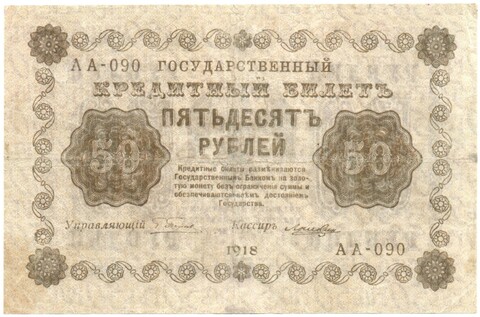 АА-090 ГОСУДАРСТВЕННЫЙ
КРЕДИТНЫЙ БИЛЕТЪ
ПЯТЬДЕСЯТЪ
РУБЛЕЙ
50
50
Кредитные билеты размѣниваются
Государственнымъ Банкомъ на золо-
тую монету безъ ограниченія суммы и
обезпечиваются всѣмъ достояніемъ
Государства.
Управляющій
Кассиръ
1918
АА-090